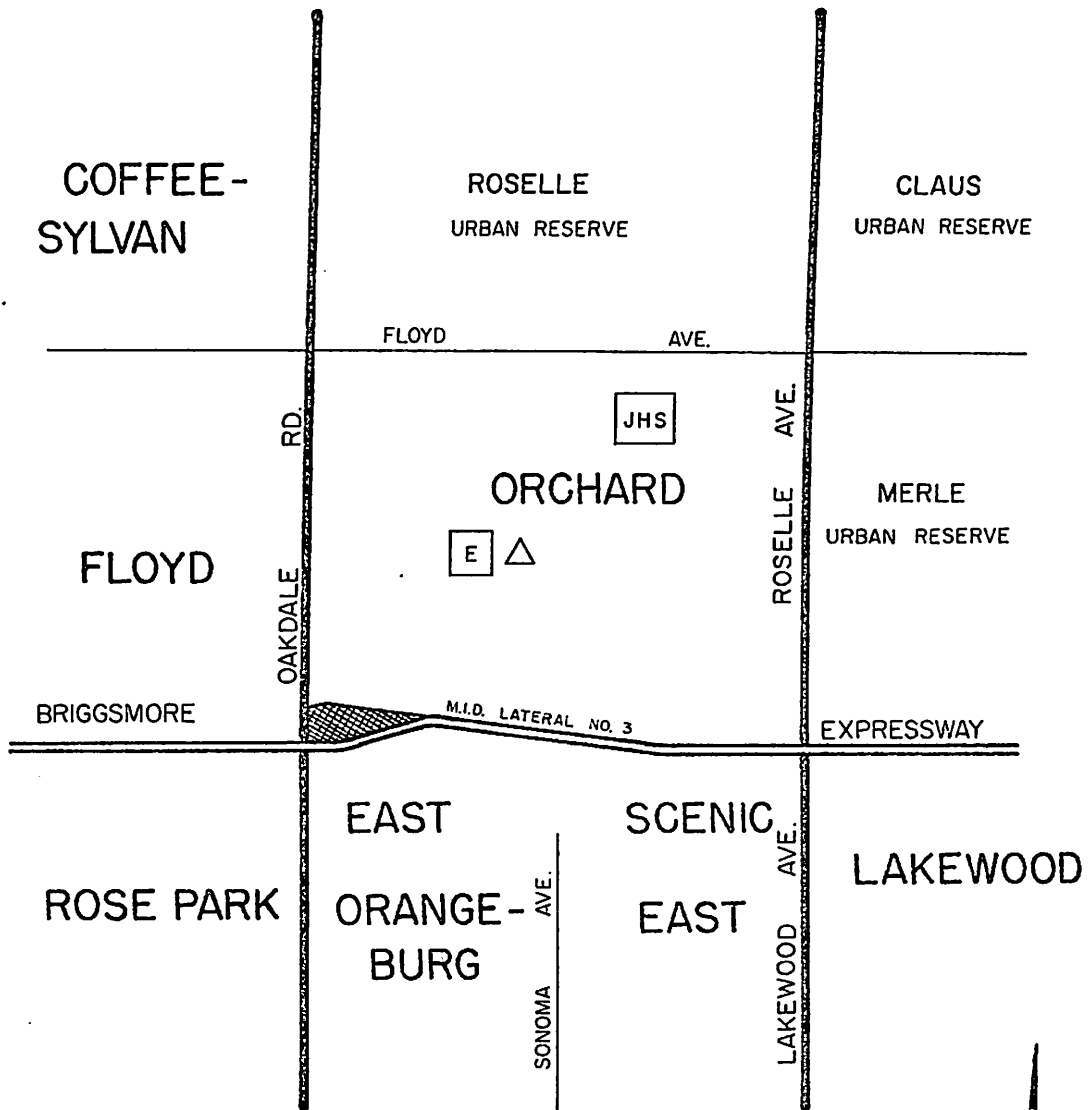 COFFEE-
SYLVAN
ROSELLE
URBAN RESERVE
CLAUS
URBAN RESERVE
FLOYD AVE.
JHS
OAKDALE RD.
ROSELLE AVE.
ORCHARD
MERLE
URBAN RESERVE
E
FLOYD
BRIGGSMORE
M.I.D. LATERAL NO. 3
EXPRESSWAY
EAST
ORANGE-
BURG
SCENIC
EAST
LAKEWOOD AVE.
LAKEWOOD
ROSE PARK
SONOMA AVE.